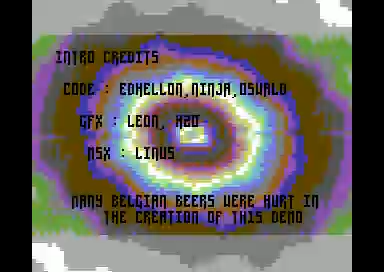 INTRO CREDITS
CODE : EDHELLON,NINJA,OSWALD
GFX : LEON, H2O
MSX : LINUS
MANY BELGIAN BEERS WERE HURT IN
THE CREATION OF THIS DEMO